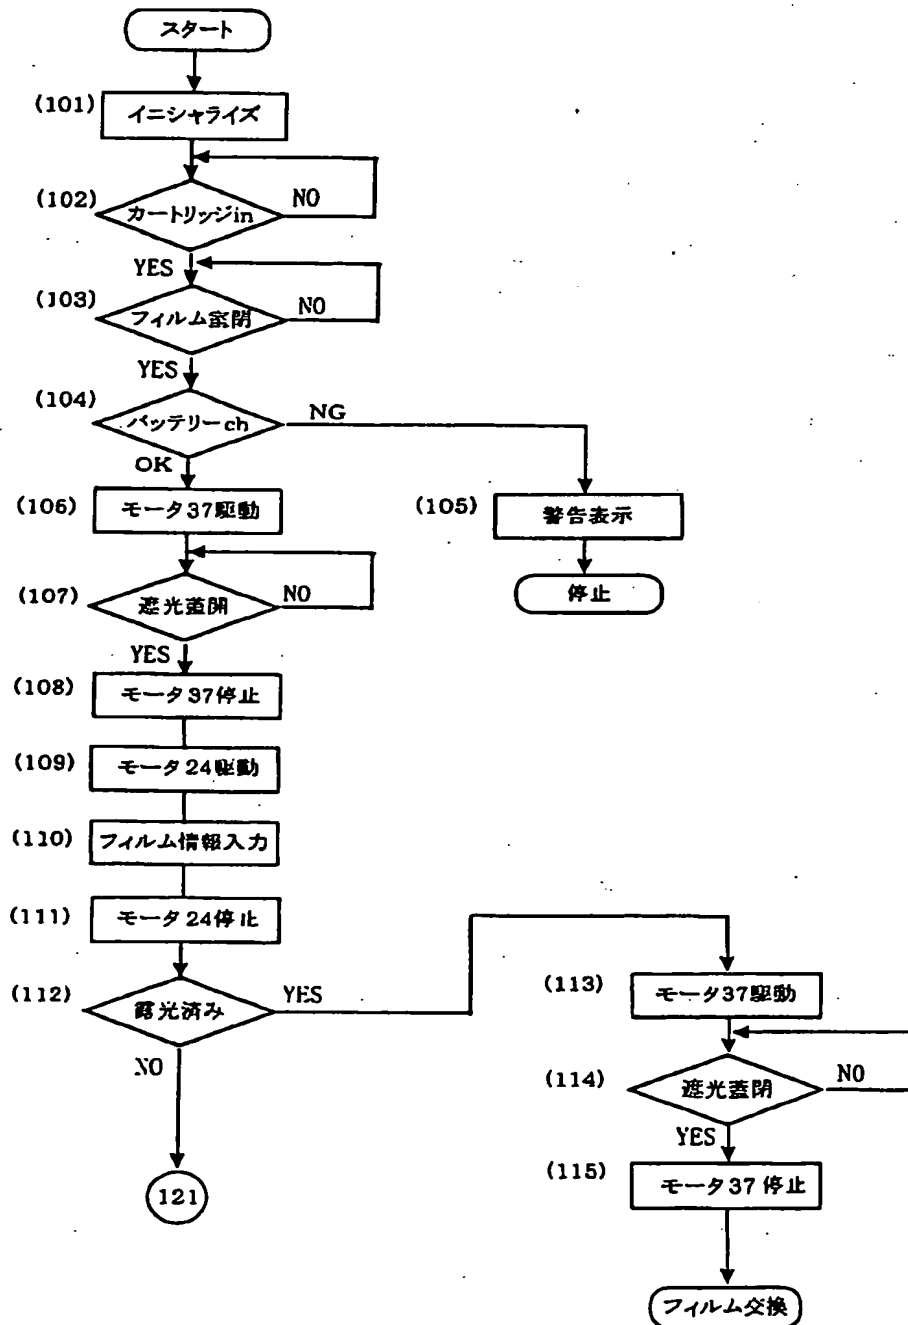 スタート
(101) イニシャライズ
(102) カートリッジin NO
YES
(103) フィルム室閉 NO
YES
(104) バッテリーch NG
OK
(105) 警告表示
停止
(106) モータ37駆動
(107) 遮光蓋開 NO
YES
(108) モータ37停止
(109) モータ24駆動
(110) フィルム情報入力
(111) モータ24停止
(112) 露光済み YES
NO
121
(113) モータ37駆動
(114) 遮光蓋閉 NO
YES
(115) モータ37停止
フィルム交換